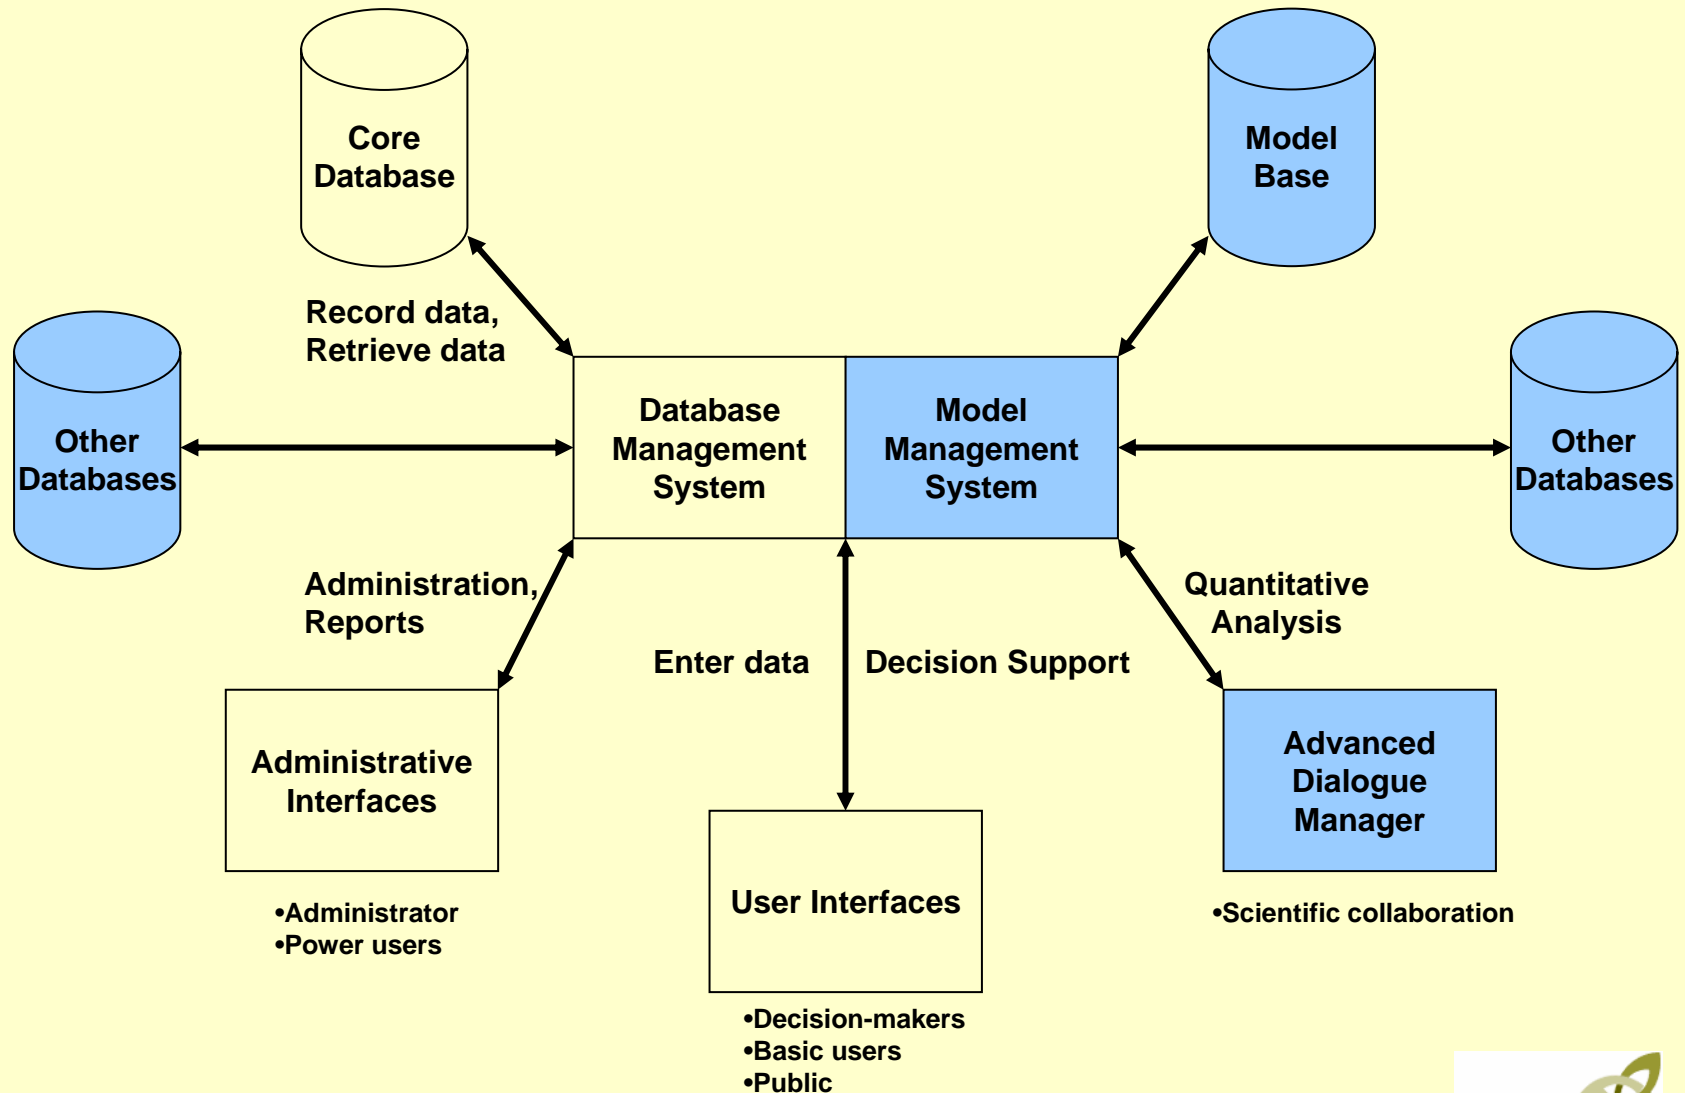 Core
Database
Model
Base
Record data,
Retrieve data
Other
Databases
Database
Management
System
Model
Management
System
Other
Databases
Administration,
Reports
Quantitative
Analysis
Enter data
Decision Support
Administrative
Interfaces
Advanced
Dialogue
Manager
User Interfaces
•Administrator
•Power users
•Scientific collaboration
•Decision-makers
•Basic users
•Public